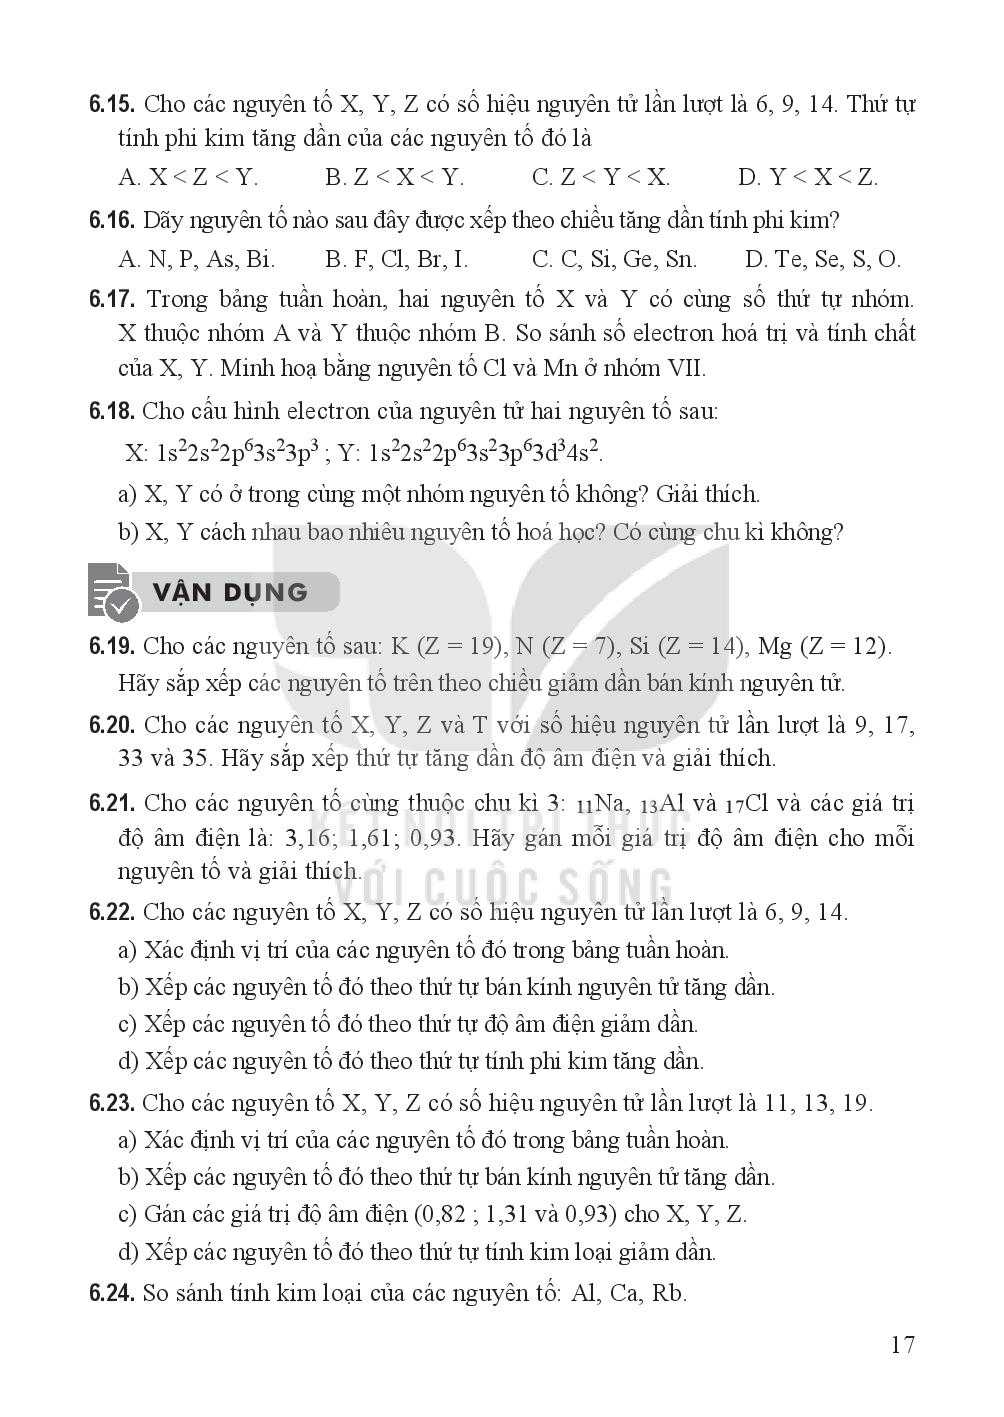 6.15. Cho các nguyên tố X, Y, Z có số hiệu nguyên tử lần lượt là 6, 9, 14. Thứ tự
tính phi kim tăng dần của các nguyên tố đó là
A. X < Z < Y. B. Z < X < Y. C. Z < Y < X. D. Y < X < Z.
6.16. Dãy nguyên tố nào sau đây được xếp theo chiều tăng dần tính phi kim?
A. N, P, As, Bi. B. F, Cl, Br, I. C. C, Si, Ge, Sn. D. Te, Se, S, O.
6.17. Trong bảng tuần hoàn, hai nguyên tố X và Y có cùng số thứ tự nhóm.
X thuộc nhóm A và Y thuộc nhóm B. So sánh số electron hoá trị và tính chất
của X, Y. Minh hoạ bằng nguyên tố Cl và Mn ở nhóm VII.
6.18. Cho cấu hình electron của nguyên tử hai nguyên tố sau:
X: 1s²2s²2p⁶3s²3p³ ; Y: 1s²2s²2p⁶3s²3p⁶3d³4s².
a) X, Y có ở trong cùng một nhóm nguyên tố không? Giải thích.
b) X, Y cách nhau bao nhiêu nguyên tố hoá học? Có cùng chu kì không?
VẬN DỤNG
6.19. Cho các nguyên tố sau: K (Z = 19), N (Z = 7), Si (Z = 14), Mg (Z = 12).
Hãy sắp xếp các nguyên tố trên theo chiều giảm dần bán kính nguyên tử.
6.20. Cho các nguyên tố X, Y, Z và T với số hiệu nguyên tử lần lượt là 9, 17,
33 và 35. Hãy sắp xếp thứ tự tăng dần độ âm điện và giải thích.
6.21. Cho các nguyên tố cùng thuộc chu kì 3: ₁₁Na, ₁₃Al và ₁₇Cl và các giá trị
độ âm điện là: 3,16; 1,61; 0,93. Hãy gán mỗi giá trị độ âm điện cho mỗi
nguyên tố và giải thích.
KẾT NỐI TRI THỨC
VỚI CUỘC SỐNG
6.22. Cho các nguyên tố X, Y, Z có số hiệu nguyên tử lần lượt là 6, 9, 14.
a) Xác định vị trí của các nguyên tố đó trong bảng tuần hoàn.
b) Xếp các nguyên tố đó theo thứ tự bán kính nguyên tử tăng dần.
c) Xếp các nguyên tố đó theo thứ tự độ âm điện giảm dần.
d) Xếp các nguyên tố đó theo thứ tự tính phi kim tăng dần.
6.23. Cho các nguyên tố X, Y, Z có số hiệu nguyên tử lần lượt là 11, 13, 19.
a) Xác định vị trí của các nguyên tố đó trong bảng tuần hoàn.
b) Xếp các nguyên tố đó theo thứ tự bán kính nguyên tử tăng dần.
c) Gán các giá trị độ âm điện (0,82 ; 1,31 và 0,93) cho X, Y, Z.
d) Xếp các nguyên tố đó theo thứ tự tính kim loại giảm dần.
6.24. So sánh tính kim loại của các nguyên tố: Al, Ca, Rb.
17